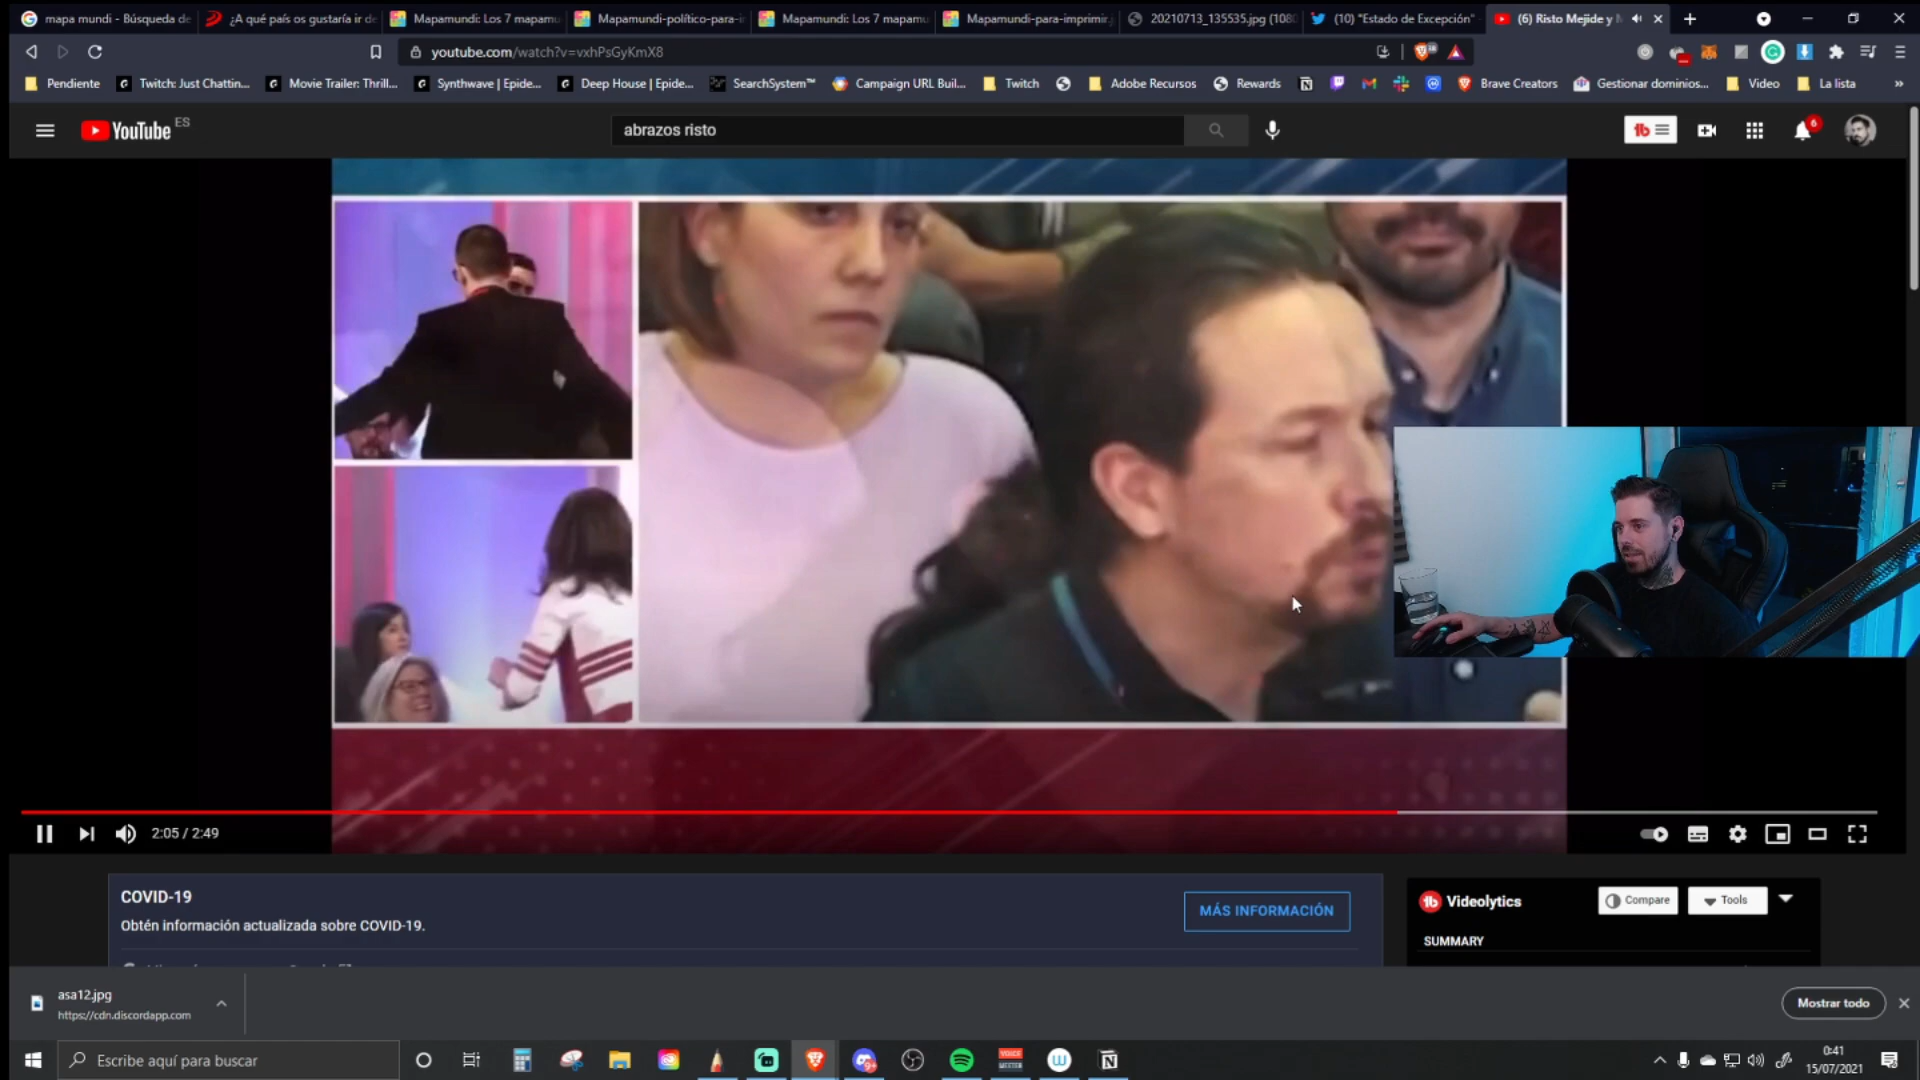 mapa mundi - Búsqueda de
¿A qué país os gustaría ir de
Mapamundi: Los 7 mapamu
Mapamundi-político-para-i
Mapamundi: Los 7 mapamu
Mapamundi-para-imprimir.j
20210713_135535.jpg (1080
(10) "Estado de Excepción"
(6) Risto Mejide y
youtube.com/watch?v=vxhPsGyKmX8
Pendiente
Twitch: Just Chattin...
Movie Trailer: Thrill...
Synthwave | Epide...
Deep House | Epide...
SearchSystem™
Campaign URL Buil...
Twitch
Adobe Recursos
Rewards
Brave Creators
Gestionar dominios...
Video
La lista
YouTube ES
abrazos risto
6
2:05 / 2:49
COVID-19
Obtén información actualizada sobre COVID-19.
MÁS INFORMACIÓN
Videolytics
Compare
Tools
SUMMARY
asa12.jpg
https://cdn.discordapp.com
Mostrar todo
Escribe aquí para buscar
0:41
15/07/2021